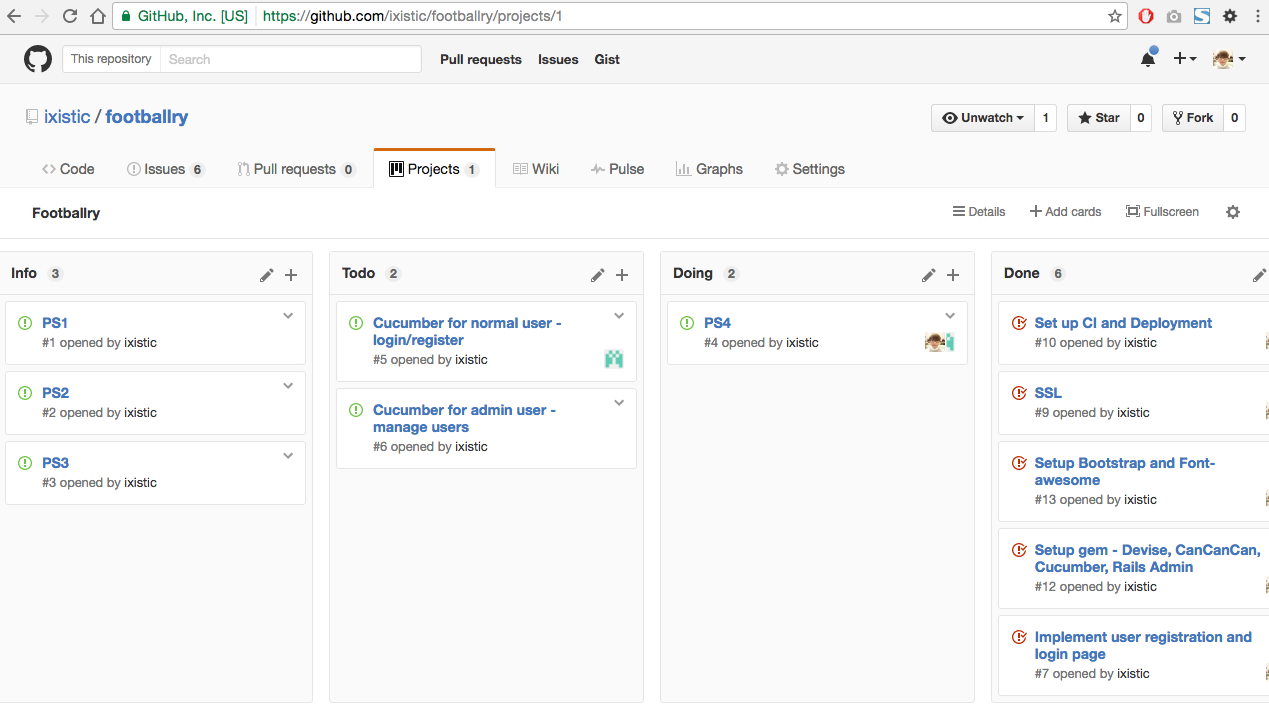 GitHub, Inc. [US]
https://github.com/ixistic/footballry/projects/1
This repository
Search
Pull requests
Issues
Gist
ixistic / footballry
Unwatch
1
Star
0
Fork
0
Code
Issues 6
Pull requests 0
Projects 1
Wiki
Pulse
Graphs
Settings
Footballry
Details
Add cards
Fullscreen
Info 3
PS1
#1 opened by ixistic
PS2
#2 opened by ixistic
PS3
#3 opened by ixistic
Todo 2
Cucumber for normal user -
login/register
#5 opened by ixistic
Cucumber for admin user -
manage users
#6 opened by ixistic
Doing 2
PS4
#4 opened by ixistic
Done 6
Set up CI and Deployment
#10 opened by ixistic
SSL
#9 opened by ixistic
Setup Bootstrap and Font-
awesome
#13 opened by ixistic
Setup gem - Devise, CanCanCan,
Cucumber, Rails Admin
#12 opened by ixistic
Implement user registration and
login page
#7 opened by ixistic